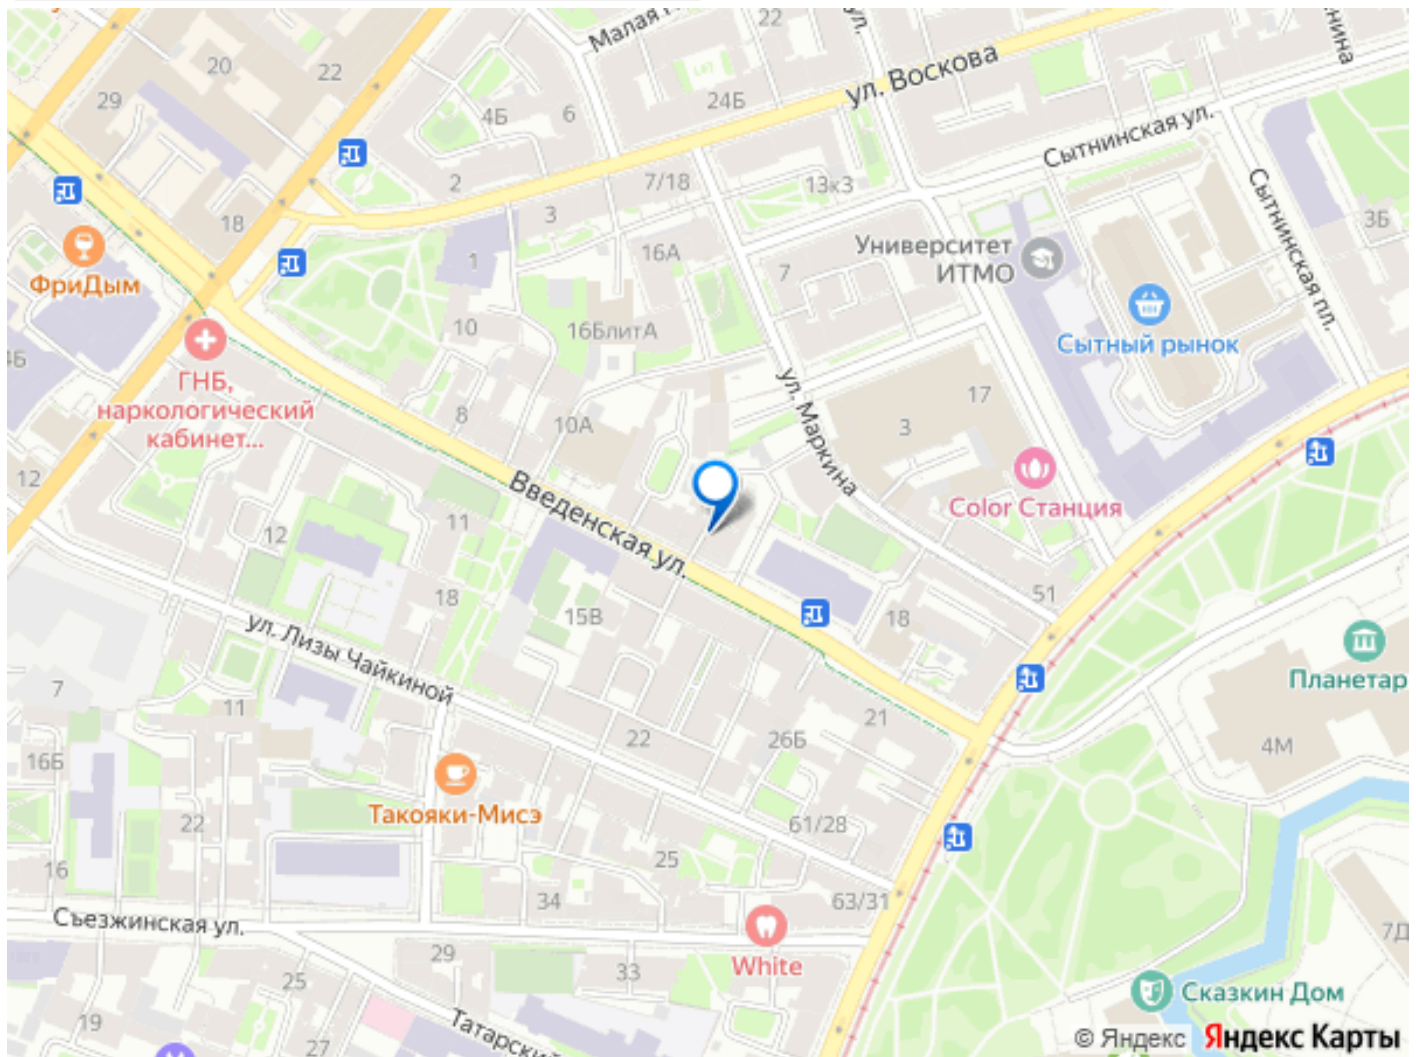 Малая
22
ул.
нина
20
22
29
4Б
6
24Б
ул. Воскова
Сытнинская ул.
2
7/18
13к3
Сытнинская пл.
3Б
18
3
16А
7
Университет
ИТМО
1
ФриДым
Сытный рынок
10
16БлитА
4Б
ГНБ,
наркологический
кабинет...
8
10А
ул. Маркина
17
3
12
Color Станция
11
12
Введенская ул.
18
15В
18
51
ул. Лизы Чайкиной
Планетар
7
11
21
22
26Б
4М
16Б
Такояки-Мисэ
22
61/28
25
16
34
63/31
Съезжинская ул.
7Д
29
White
33
25
Сказкин Дом
19
27
Татарский
© Яндекс Яндекс Карты